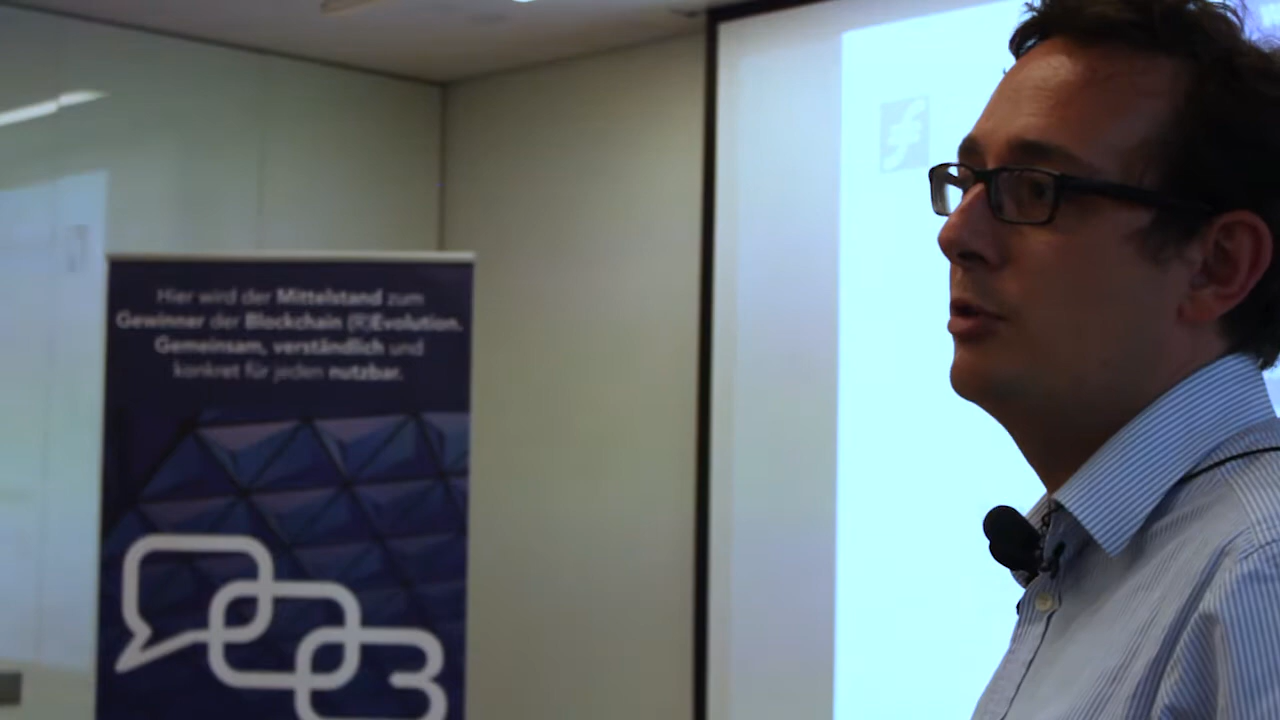 Hier wird der Mittelstand zum
Gewinner der Blockchain (R)Evolution.
Gemeinsam, verständlich und
konkret für jeden nutzbar.